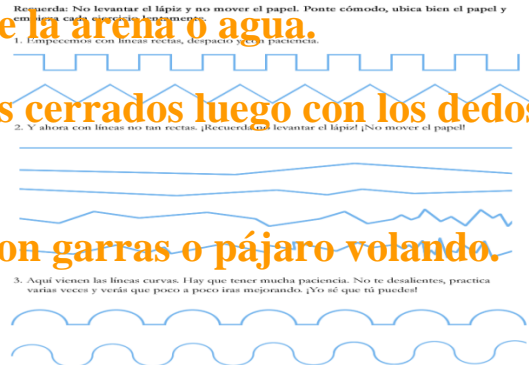 Recuerda: No levantar el lápiz y no mover el papel. Ponte cómodo, ubica bien el papel y
empieza cada ejercicio lentamente.
e la arena o agua.
1. Empecemos con líneas rectas, despacio y con paciencia.
s cerrados luego con los dedos
2. Y ahora con líneas no tan rectas. ¡Recuerda no levantar el lápiz! ¡No mover el papel!
on garras o pájaro volando.
3. Aquí vienen las líneas curvas. Hay que tener mucha paciencia. No te desalientes, practica
varias veces y verás que poco a poco iras mejorando. ¡Yo sé que tú puedes!